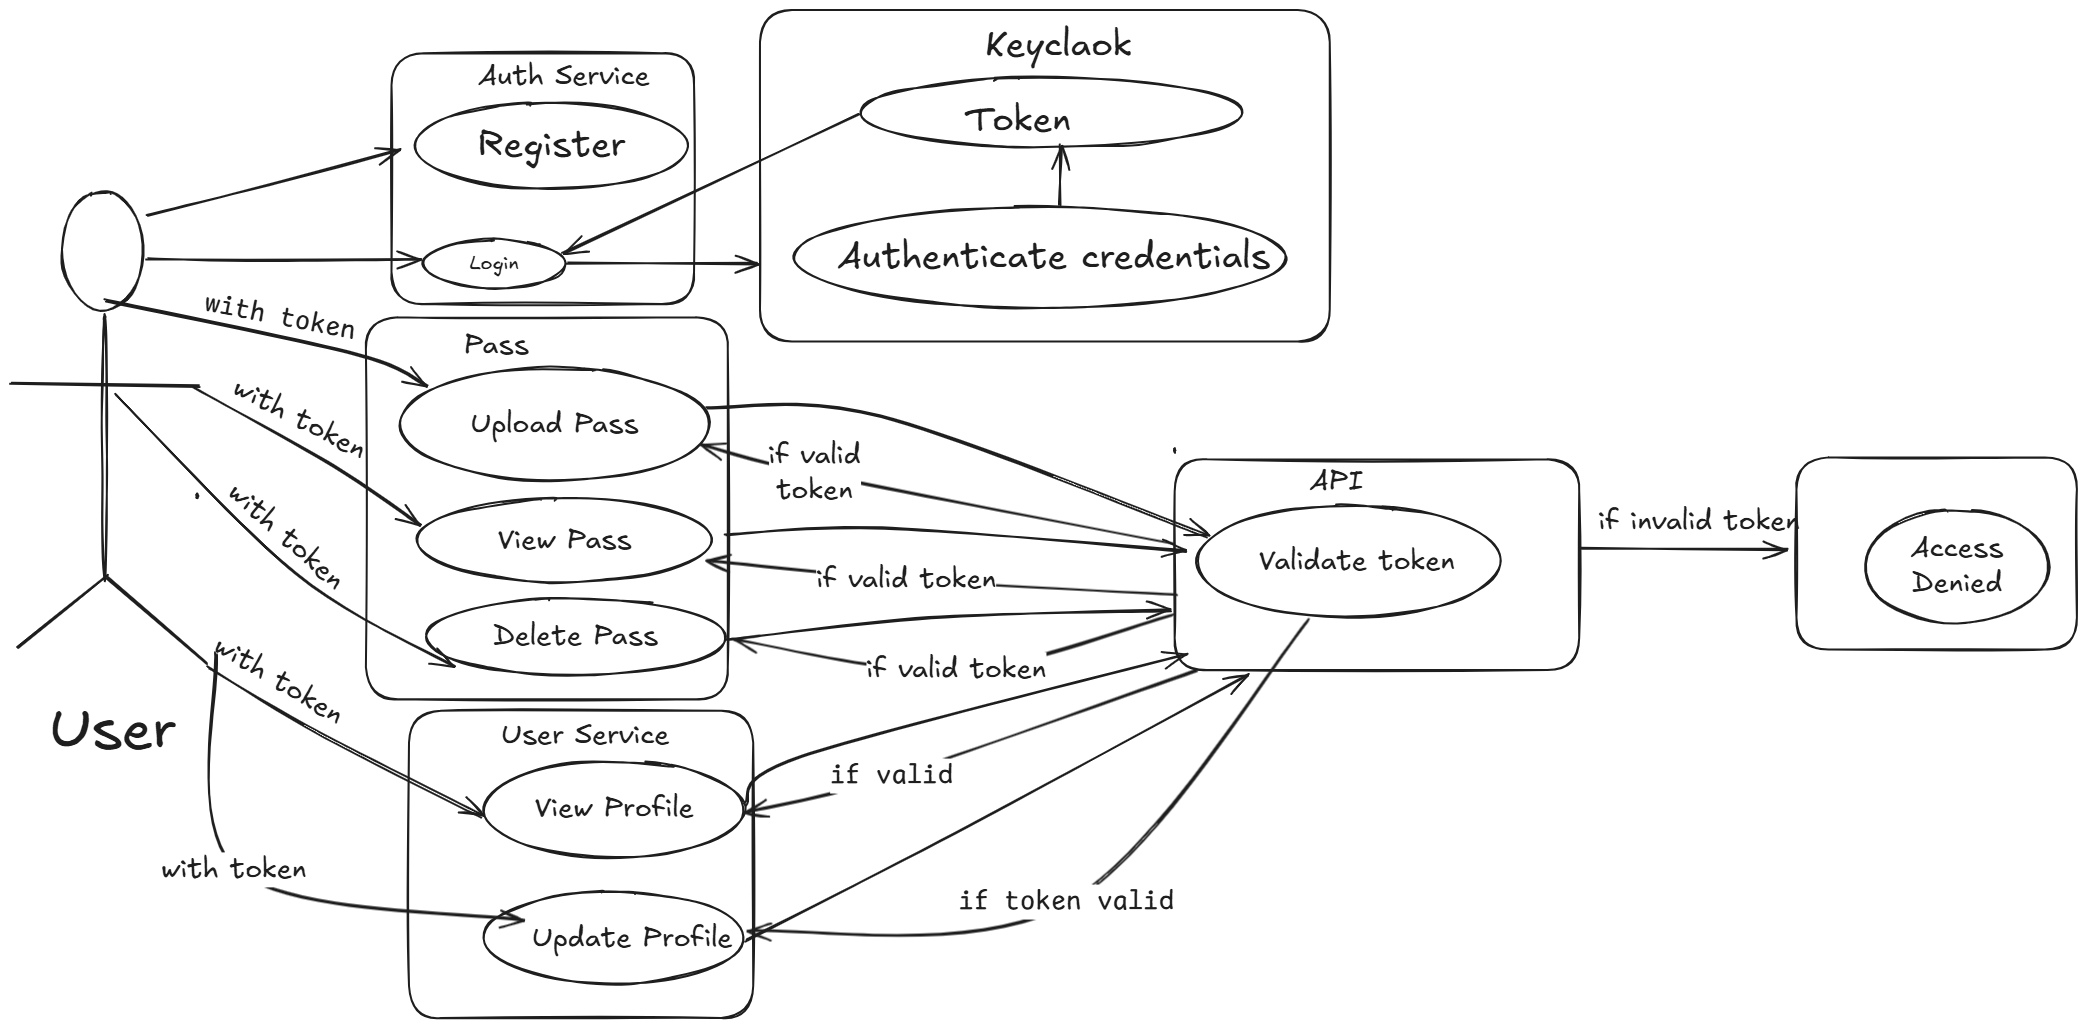 Keyclaok
Auth Service
Token
Register
Authenticate credentials
Login
with token
Pass
with token
Upload Pass
if valid
token
API
with token
View Pass
if invalid token
Validate token
Access
Denied
if valid token
Delete Pass
if valid token
with token
User
User Service
if valid
View Profile
with token
if token valid
Update Profile